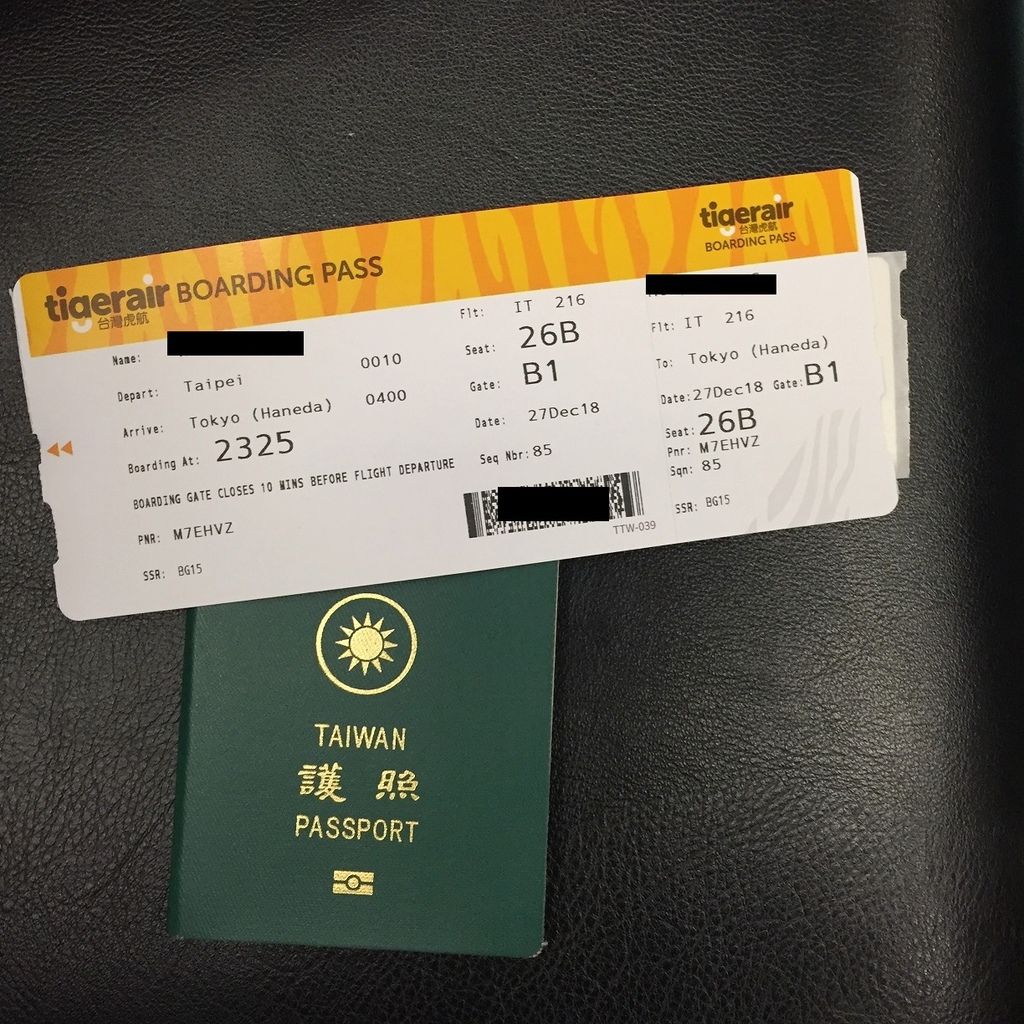 tigerair BOARDING PASS
台灣虎航
Name:
Depart: Taipei 0010
Arrive: Tokyo (Haneda) 0400
Boarding At: 2325
BOARDING GATE CLOSES 10 MINS BEFORE FLIGHT DEPARTURE
PNR: M7EHVZ
SSR: BG15
Flt: IT 216
Seat: 26B
Gate: B1
Date: 27Dec18
Seq Nbr: 85
TTW-039
tigerair
台灣虎航
BOARDING PASS
Flt: IT 216
To: Tokyo (Haneda)
Date: 27Dec18 Gate: B1
Seat: 26B
Pnr: M7EHVZ
Sqn: 85
SSR: BG15
TAIWAN
護照
PASSPORT